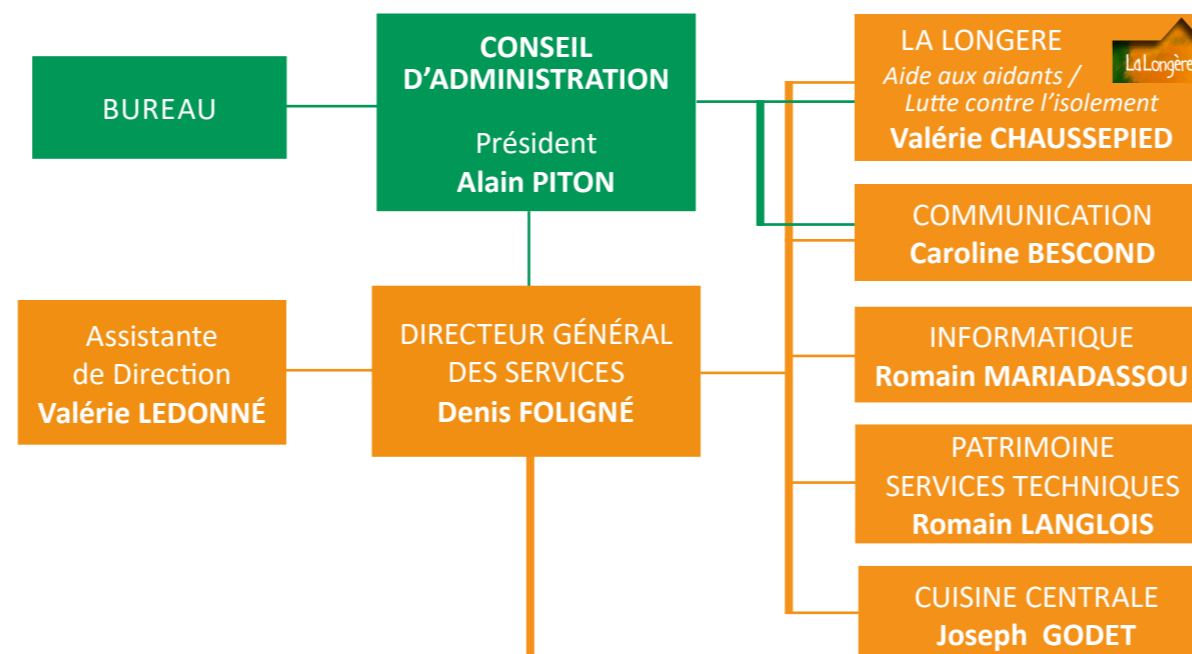 BUREAU
CONSEIL
D’ADMINISTRATION
Président
Alain PITON
LA LONGERE
LaLongère
Aide aux aidants /
Lutte contre l’isolement
Valérie CHAUSSEPIED
COMMUNICATION
Caroline BESCOND
Assistante
de Direction
Valérie LEDONNÉ
DIRECTEUR GÉNÉRAL
DES SERVICES
Denis FOLIGNÉ
INFORMATIQUE
Romain MARIADASSOU
PATRIMOINE
SERVICES TECHNIQUES
Romain LANGLOIS
CUISINE CENTRALE
Joseph GODET